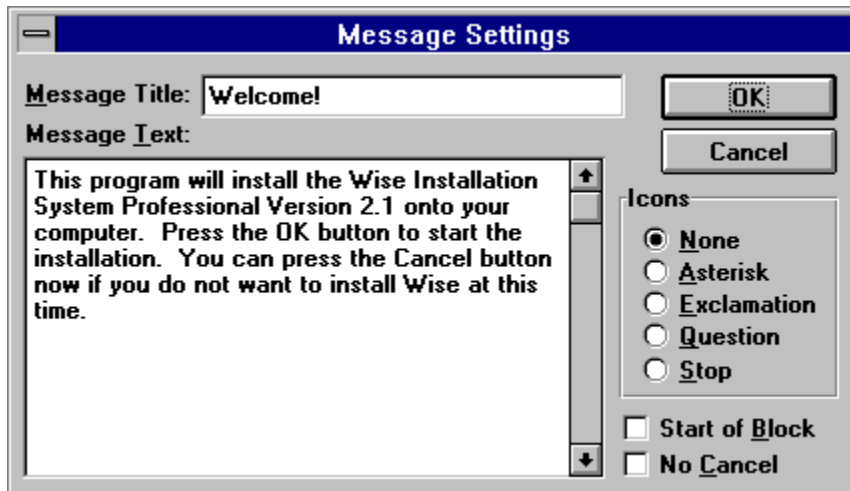 Message Settings
Message Title: Welcome!
OK
Message Text:
Cancel
This program will install the Wise Installation
System Professional Version 2.1 onto your
computer.  Press the OK button to start the
installation.  You can press the Cancel button
now if you do not want to install Wise at this
time.
Icons
None
Asterisk
Exclamation
Question
Stop
Start of Block
No Cancel